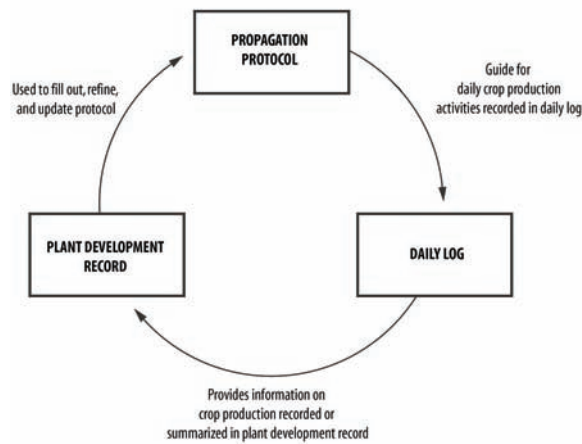 PROPAGATION
PROTOCOL
Used to fill out, refine,
and update protocol
Guide for
daily crop production
activities recorded in daily log
PLANT DEVELOPMENT
RECORD
DAILY LOG
Provides information on
crop production recorded or
summarized in plant development record